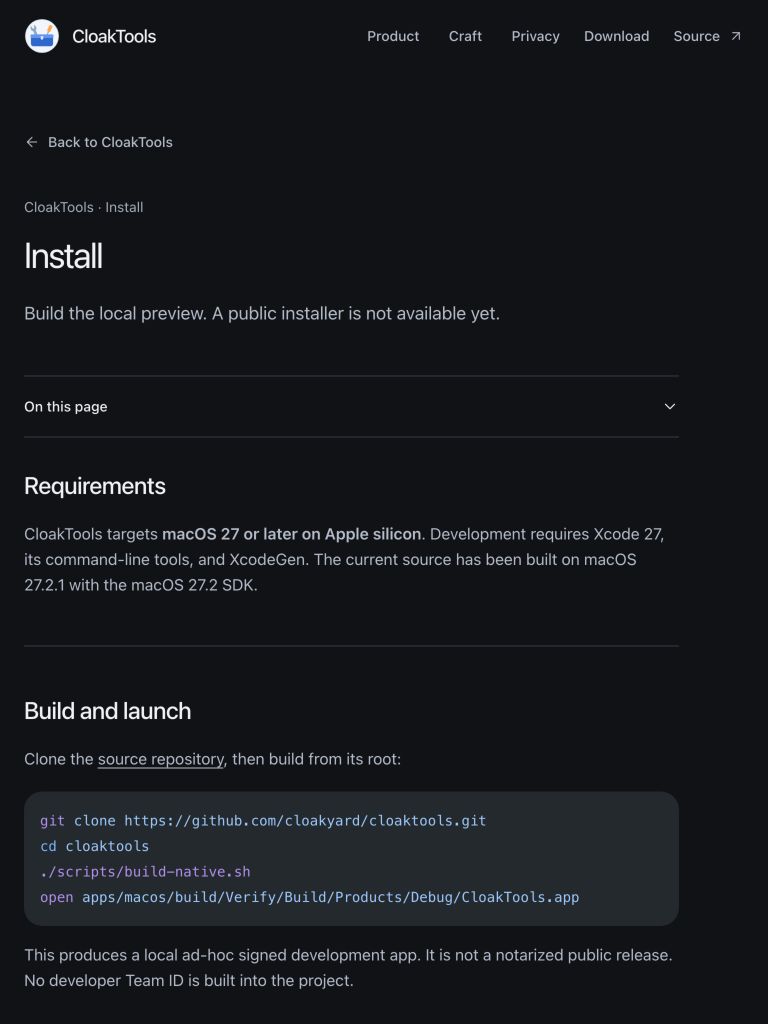 CloakTools
Product Craft Privacy Download Source ↗
← Back to CloakTools
CloakTools · Install
Install
Build the local preview. A public installer is not available yet.
On this page
Requirements
CloakTools targets macOS 27 or later on Apple silicon. Development requires Xcode 27,
its command-line tools, and XcodeGen. The current source has been built on macOS
27.2.1 with the macOS 27.2 SDK.
Build and launch
Clone the source repository, then build from its root:
git clone https://github.com/cloakyard/cloaktools.git
cd cloaktools
./scripts/build-native.sh
open apps/macos/build/Verify/Build/Products/Debug/CloakTools.app
This produces a local ad-hoc signed development app. It is not a notarized public release.
No developer Team ID is built into the project.